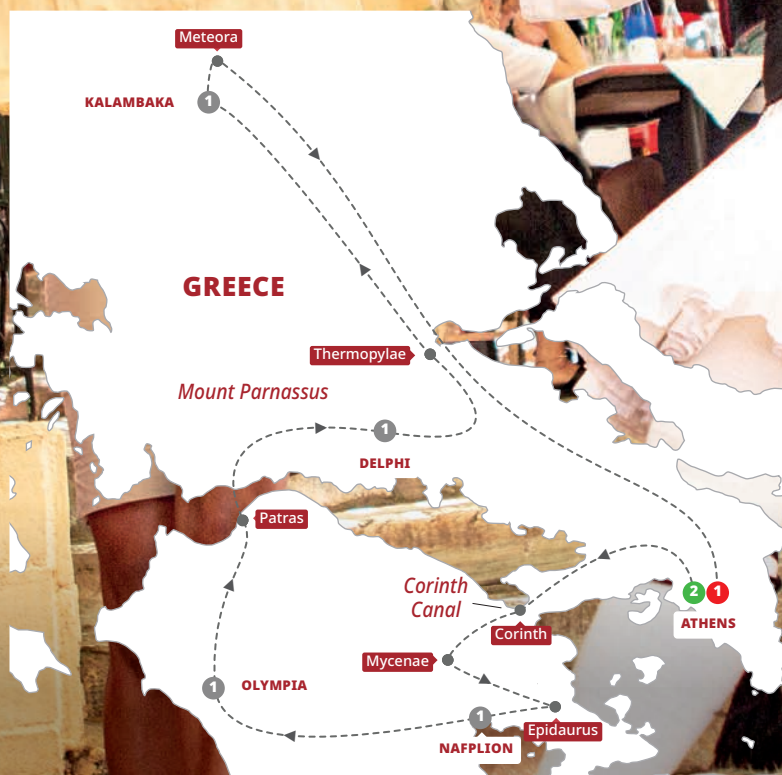 Meteora
KALAMBAKA
1
GREECE
Thermopylae
Mount Parnassus
1
DELPHI
Patras
Corinth
Canal
2
1
ATHENS
Corinth
Mycenae
1
OLYMPIA
1
Epidaurus
NAFPLION